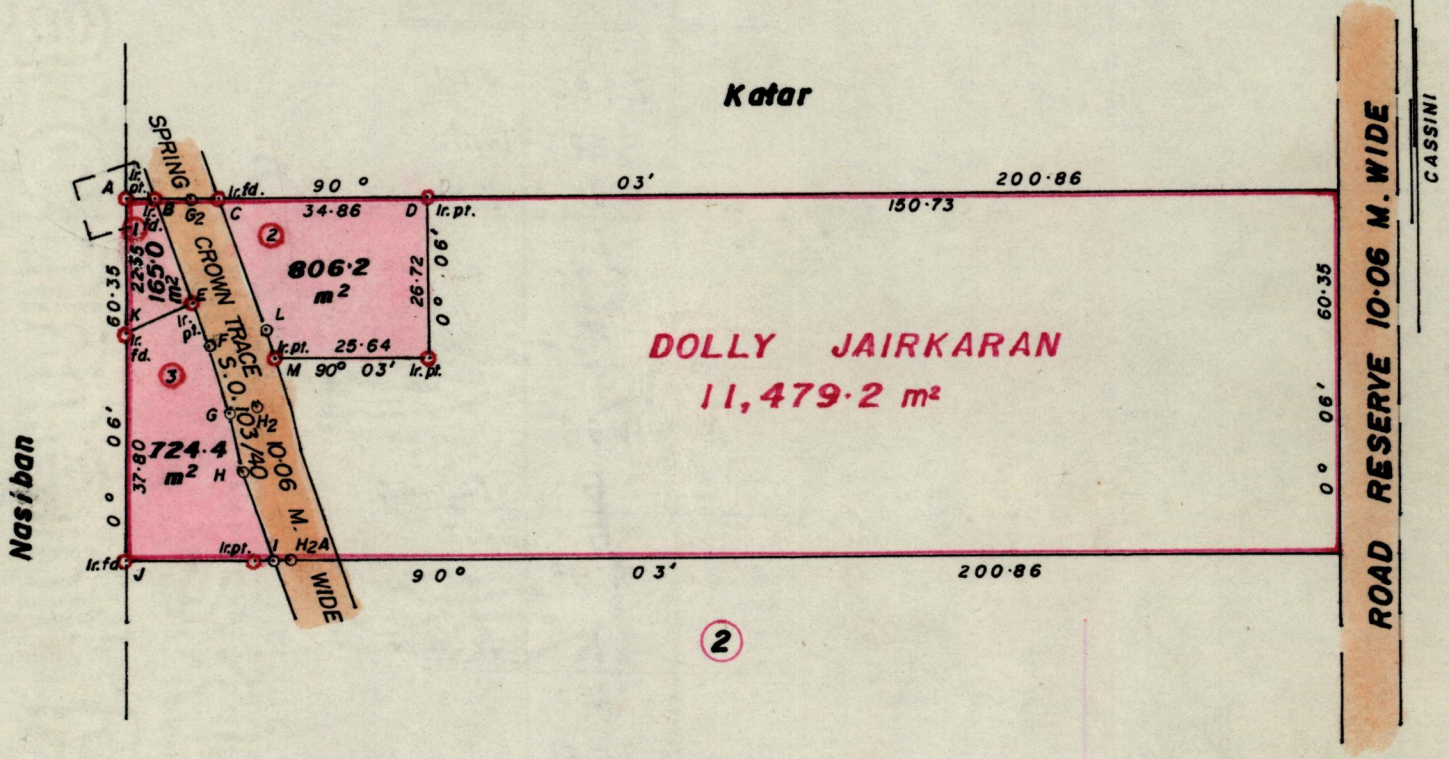 Katar
CASSINI
SPRING CROWN TRACE 10·06 M. WIDE
S.O. 103/40
A
Ir. pt.
B
Ir. fd.
G2
C
Ir.fd.
90° 03' 200·86
34·86
D
Ir.pt.
150·73
1
2
22·55
165·0 m²
806·2 m²
26·72
0° 06'
60·35
0° 06'
K
Ir. fd.
E
Ir. pt.
F
L
Ir.pt.
25·64
M 90° 03'
Ir.pt.
DOLLY JAIRKARAN
11,479·2 m²
60·35
0° 06'
ROAD RESERVE 10·06 M. WIDE
3
G
H2
H
724·4 m²
37·80
Nasiban
Ir.fd.
J
Ir.pt.
I
H2A
90° 03' 200·86
2